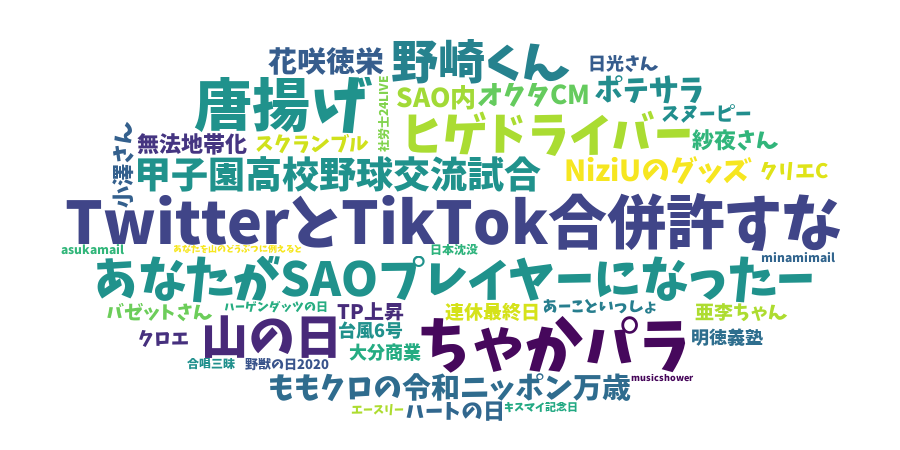 花咲徳栄
野崎くん
日光さん
唐揚げ
社労士24LIVE
SAO内
オクタCM
ポテサラ
スヌーピー
ヒゲドライバー
紗夜さん
小澤さん
無法地帯化
スクランブル
甲子園高校野球交流試合
NiziUのグッズ
クリエC
TwitterとTikTok合併許すな
asukamail
あなたを山のどうぶつに例えると
日本沈没
minamimail
あなたがSAOプレイヤーになったー
バゼットさん
ハーゲンダッツの日
TP上昇
連休最終日
あーこといっしょ
亜李ちゃん
クロエ
山の日
台風6号
ちゃかパラ
明徳義塾
大分商業
合唱三昧
野獣の日2020
musicshower
ももクロの令和ニッポン万歳
エースリー
ハートの日
キスマイ記念日